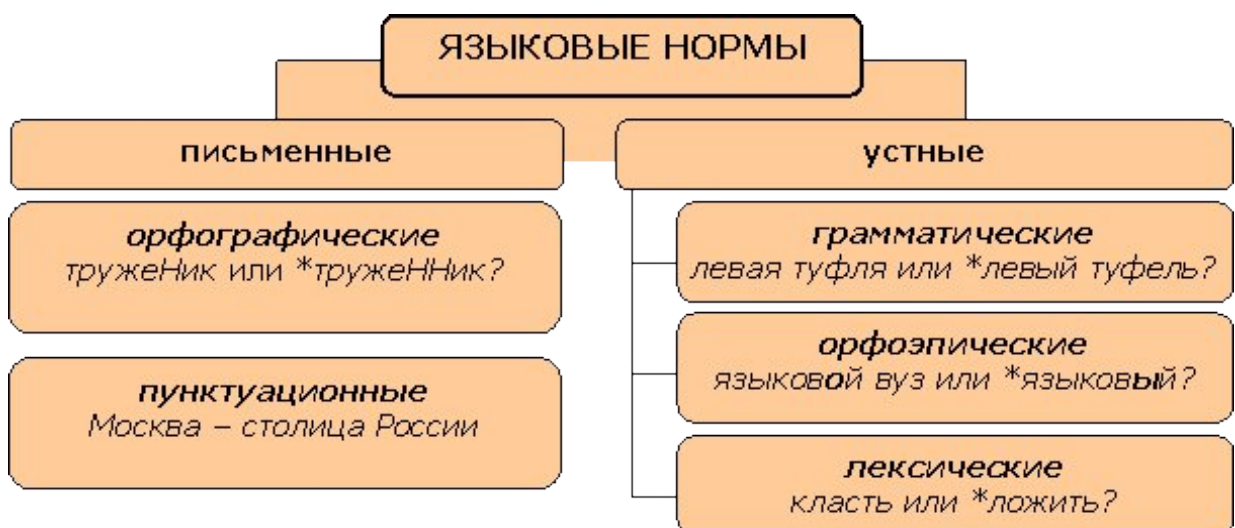 ЯЗЫКОВЫЕ НОРМЫ
письменные
орфографические
тружеНик или *тружеННик?
пунктуационные
Москва – столица России
устные
грамматические
левая туфля или *левый туфель?
орфоэпические
языковой вуз или *языковый?
лексические
класть или *ложить?